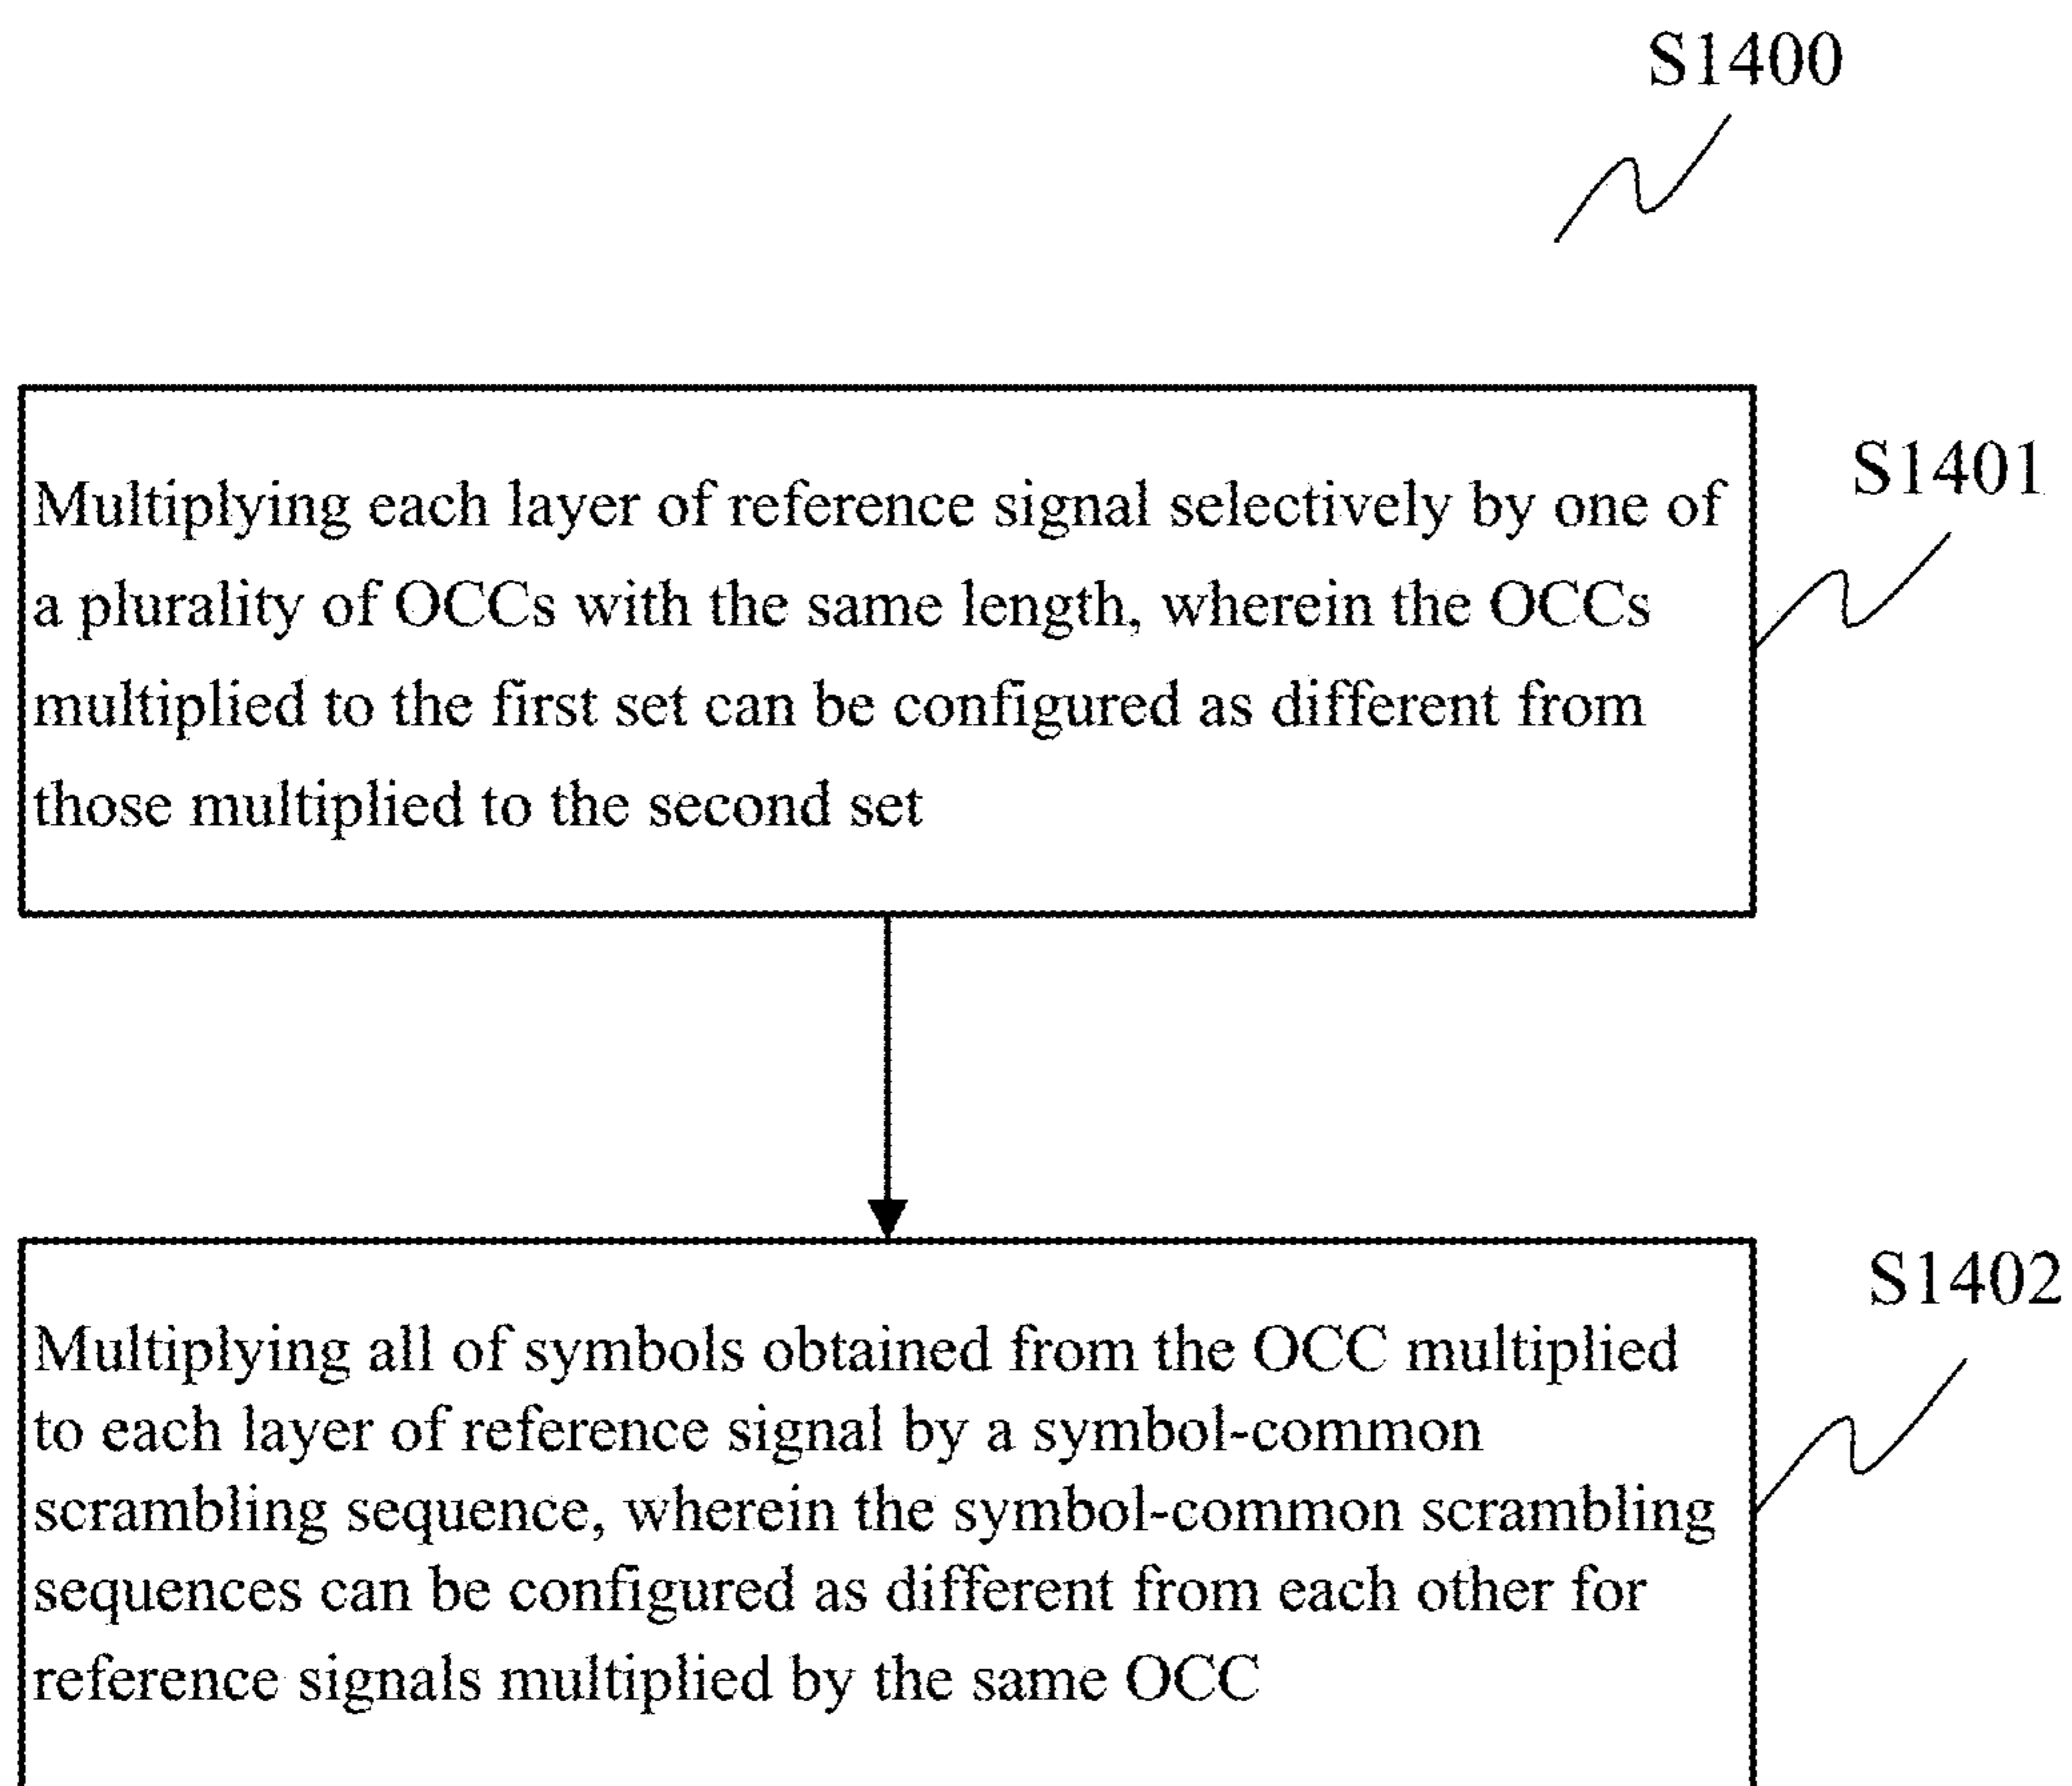 S1400
Multiplying each layer of reference signal selectively by one of
S1401
a plurality of OCCs with the same length, wherein the OCCs
multiplied to the first set can be configured as different from
those multiplied to the second set
S1402
Multiplying all of symbols obtained from the OCC multiplied
to each layer of reference signal by a symbol-common
scrambling sequence, wherein the symbol-common scrambling
sequences can be configured as different from each other for
reference signals multiplied by the same OCC